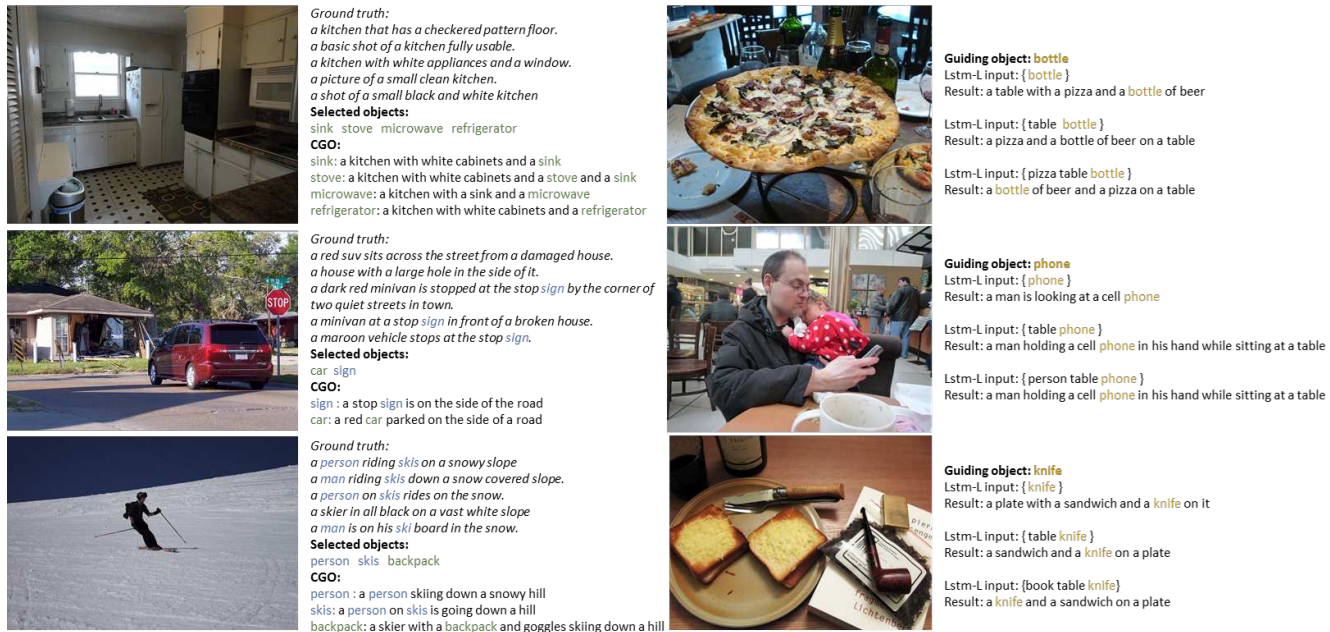 Ground truth:
a kitchen that has a checkered pattern floor.
a basic shot of a kitchen fully usable.
a kitchen with white appliances and a window.
a picture of a small clean kitchen.
a shot of a small black and white kitchen
Selected objects:
sink stove microwave refrigerator
CGO:
sink: a kitchen with white cabinets and a sink
stove: a kitchen with white cabinets and a stove and a sink
microwave: a kitchen with a sink and a microwave
refrigerator: a kitchen with white cabinets and a refrigerator
Guiding object: bottle
Lstm-L input: { bottle }
Result: a table with a pizza and a bottle of beer
Lstm-L input: { table bottle }
Result: a pizza and a bottle of beer on a table
Lstm-L input: { pizza table bottle }
Result: a bottle of beer and a pizza on a table
STOP
Ground truth:
a red suv sits across the street from a damaged house.
a house with a large hole in the side of it.
a dark red minivan is stopped at the stop sign by the corner of
two quiet streets in town.
a minivan at a stop sign in front of a broken house.
a maroon vehicle stops at the stop sign.
Selected objects:
car sign
CGO:
sign : a stop sign is on the side of the road
car: a red car parked on the side of a road
Guiding object: phone
Lstm-L input: { phone }
Result: a man is looking at a cell phone
Lstm-L input: { table phone }
Result: a man holding a cell phone in his hand while sitting at a table
Lstm-L input: { person table phone }
Result: a man holding a cell phone in his hand while sitting at a table
Ground truth:
a person riding skis on a snowy slope
a man riding skis down a snow covered slope.
a person on skis rides on the snow.
a skier in all black on a vast white slope
a man is on his ski board in the snow.
Selected objects:
person skis backpack
CGO:
person : a person skiing down a snowy hill
skis: a person on skis is going down a hill
backpack: a skier with a backpack and goggles skiing down a hill
Guiding object: knife
Lstm-L input: { knife }
Result: a plate with a sandwich and a knife on it
Lstm-L input: { table knife }
Result: a sandwich and a knife on a plate
Lstm-L input: {book table knife}
Result: a knife and a sandwich on a plate